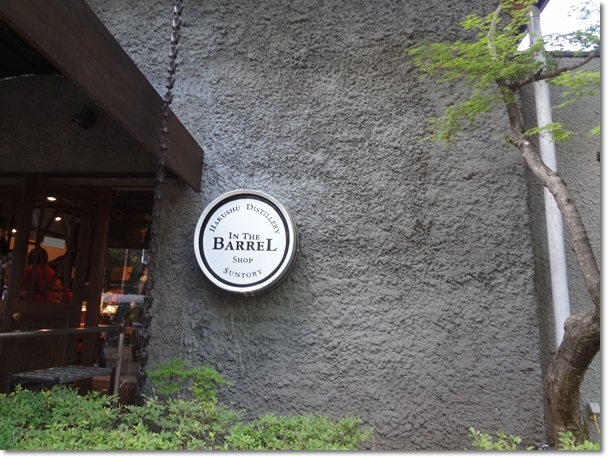 HAKUSHU DISTILLERY
IN THE
BARREL
SHOP
SUNTORY